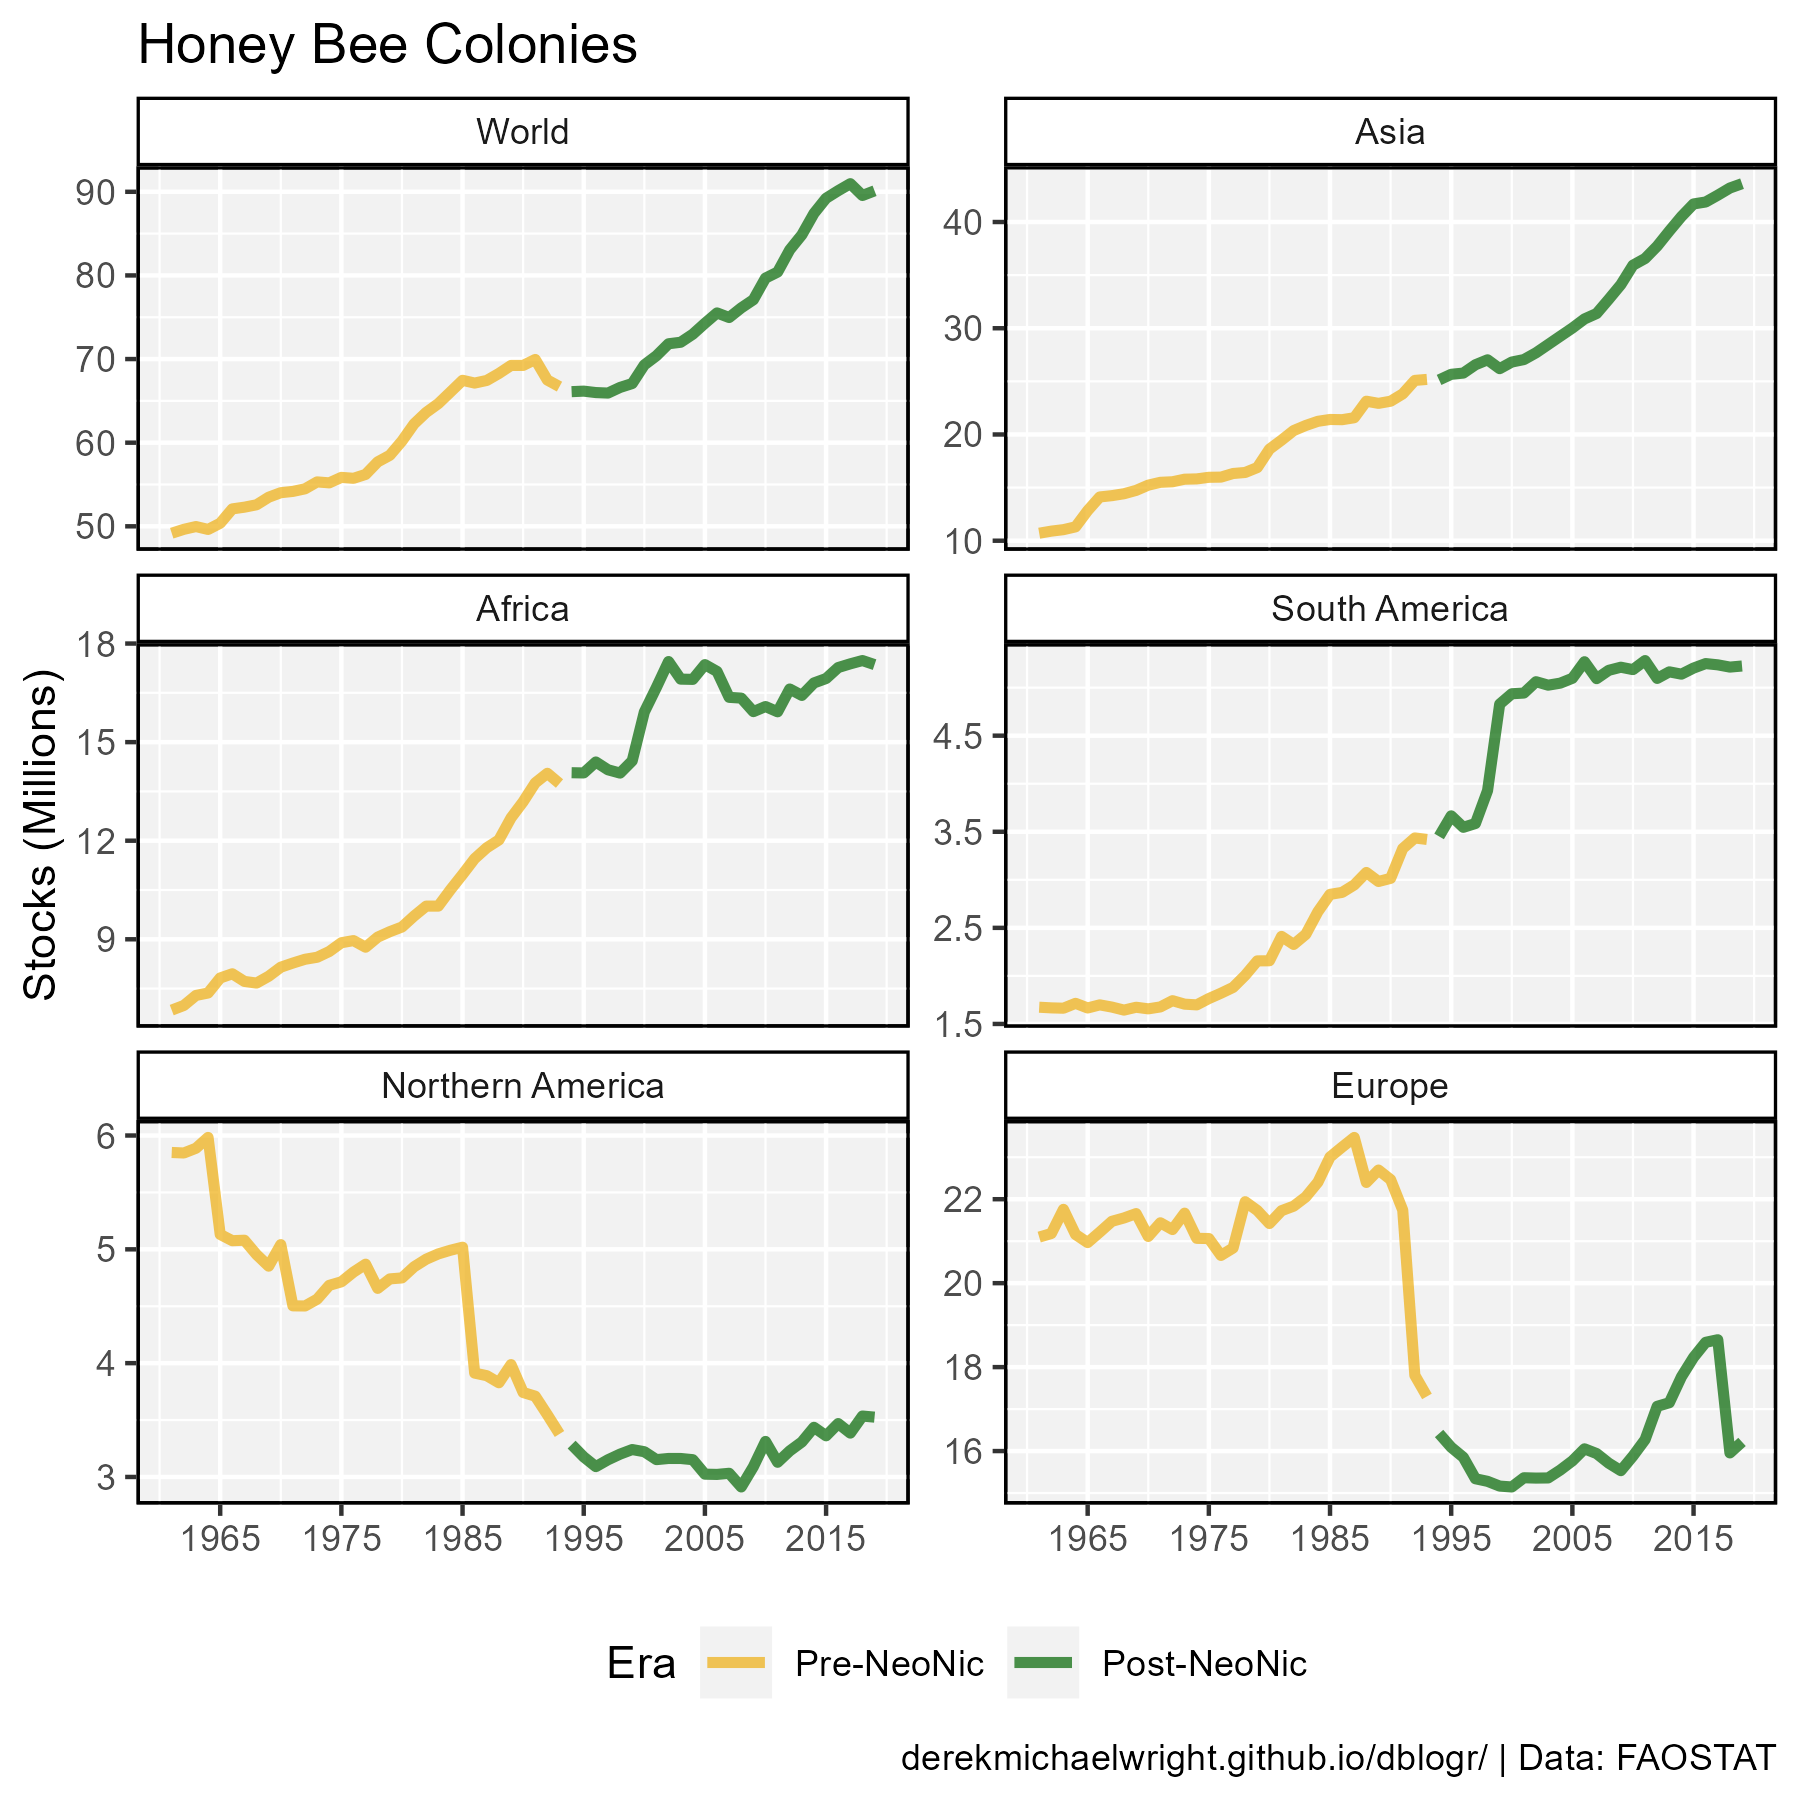 Honey Bee Colonies
World
Asia
90
80
70
60
50
40
30
20
10
Africa
South America
18
15
12
9
4.5
3.5
2.5
1.5
Stocks (Millions)
Northern America
Europe
6
5
4
3
22
20
18
16
1965 1975 1985 1995 2005 2015
1965 1975 1985 1995 2005 2015
Era Pre-NeoNic Post-NeoNic
derekmichaelwright.github.io/dblogr/ | Data: FAOSTAT